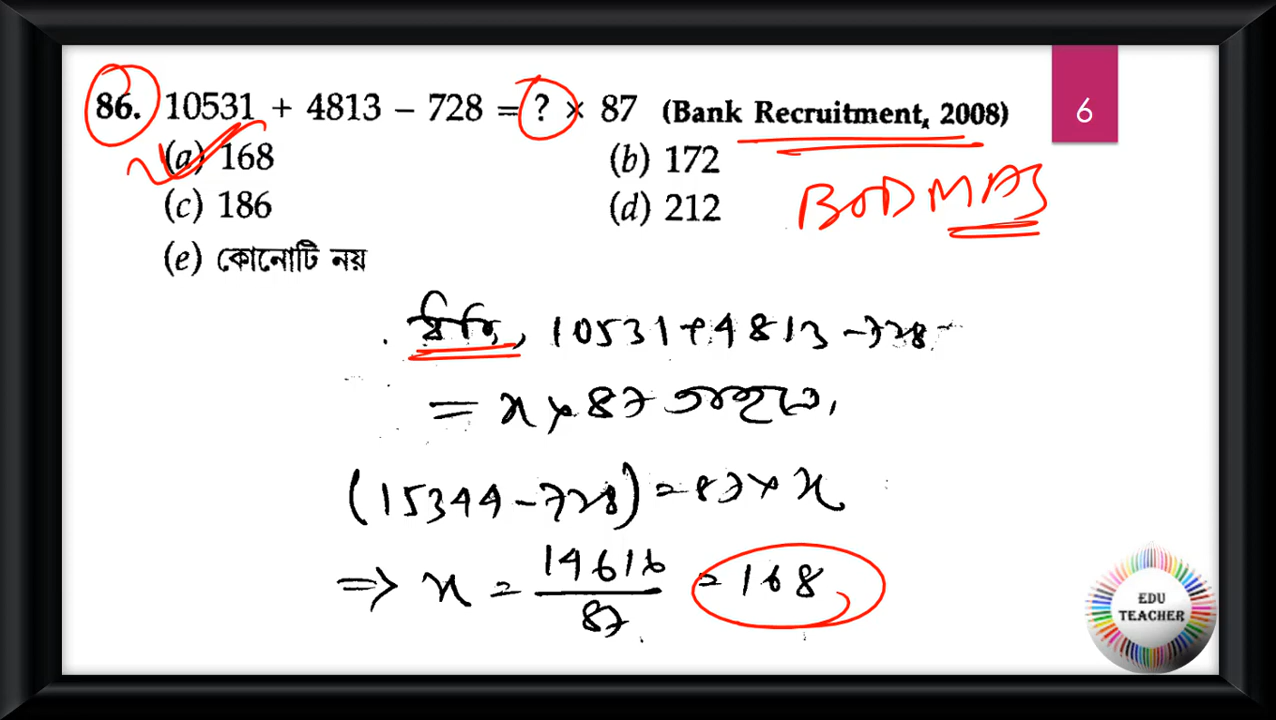 86. 10531 + 4813 – 728 = ? × 87 (Bank Recruitment, 2008)
6
(a) 168 (b) 172
(c) 186 (d) 212
BODMAS
(e) কোনোটি নয়
ধরি, 10531+4813-728
= x × 87 অতএব,
(15344-728) = 87 × x
⇒ x = 14616/87 = 168
EDU
TEACHER